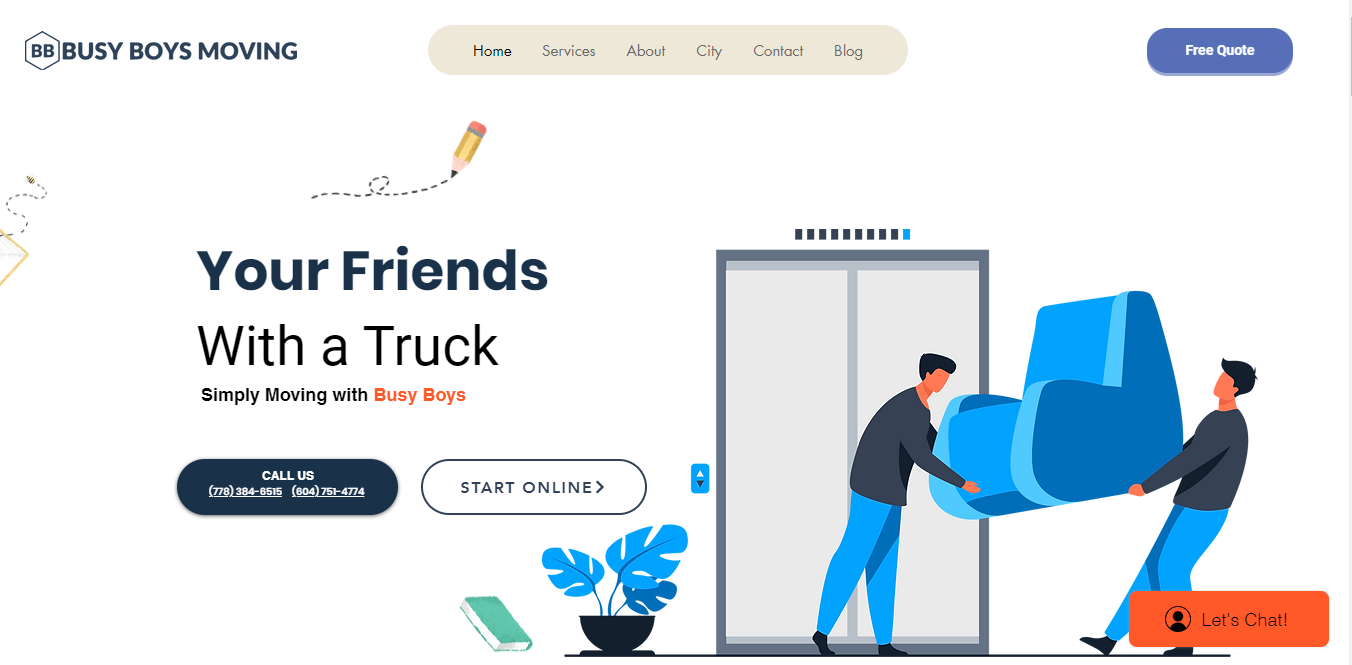 BB BUSY BOYS MOVING
Home Services About City Contact Blog
Free Quote
Your Friends
With a Truck
Simply Moving with Busy Boys
CALL US
(778) 384-6515 (604) 751-4774
START ONLINE
Let's Chat!